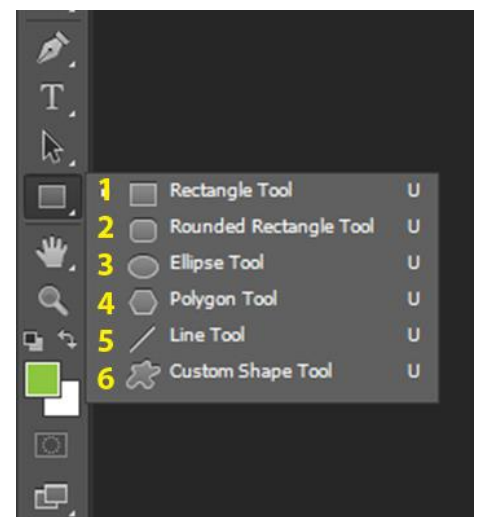 T
1 Rectangle Tool U
2 Rounded Rectangle Tool U
3 Ellipse Tool U
4 Polygon Tool U
5 Line Tool U
6 Custom Shape Tool U